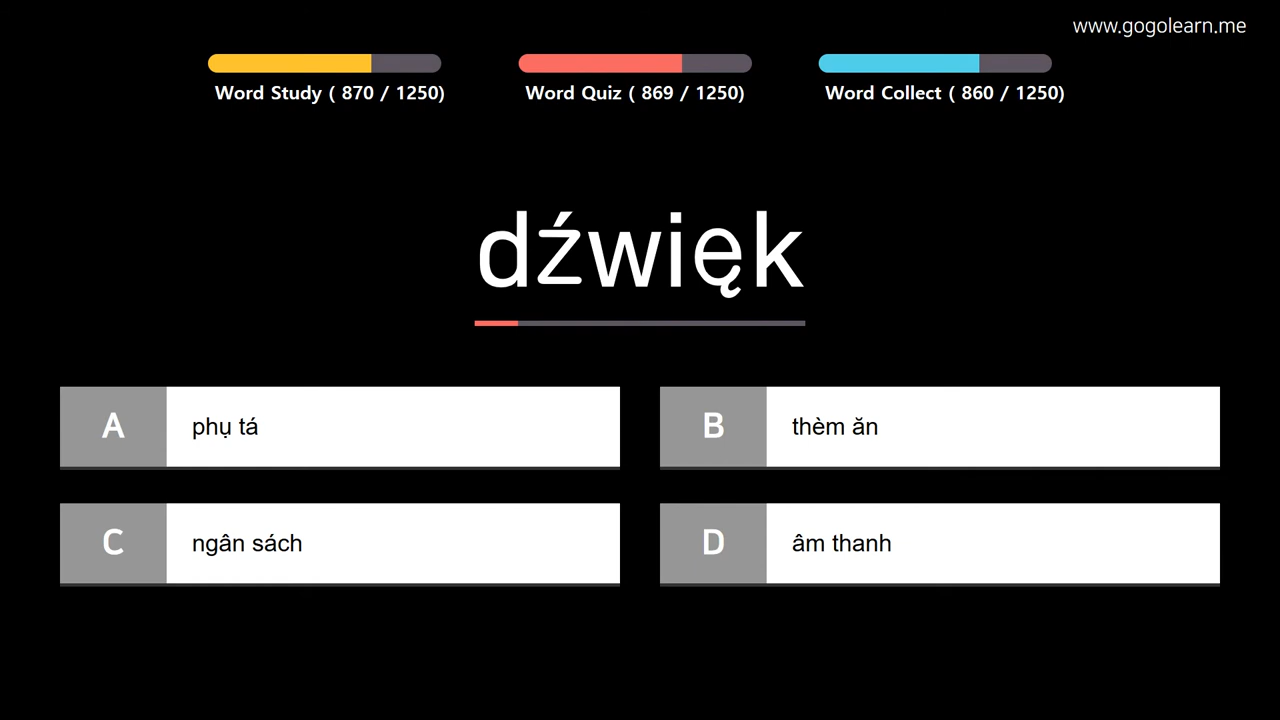 www.gogolearn.me
Word Study ( 870 / 1250)
Word Quiz ( 869 / 1250)
Word Collect ( 860 / 1250)
dźwięk
A phụ tá
B thèm ăn
C ngân sách
D âm thanh